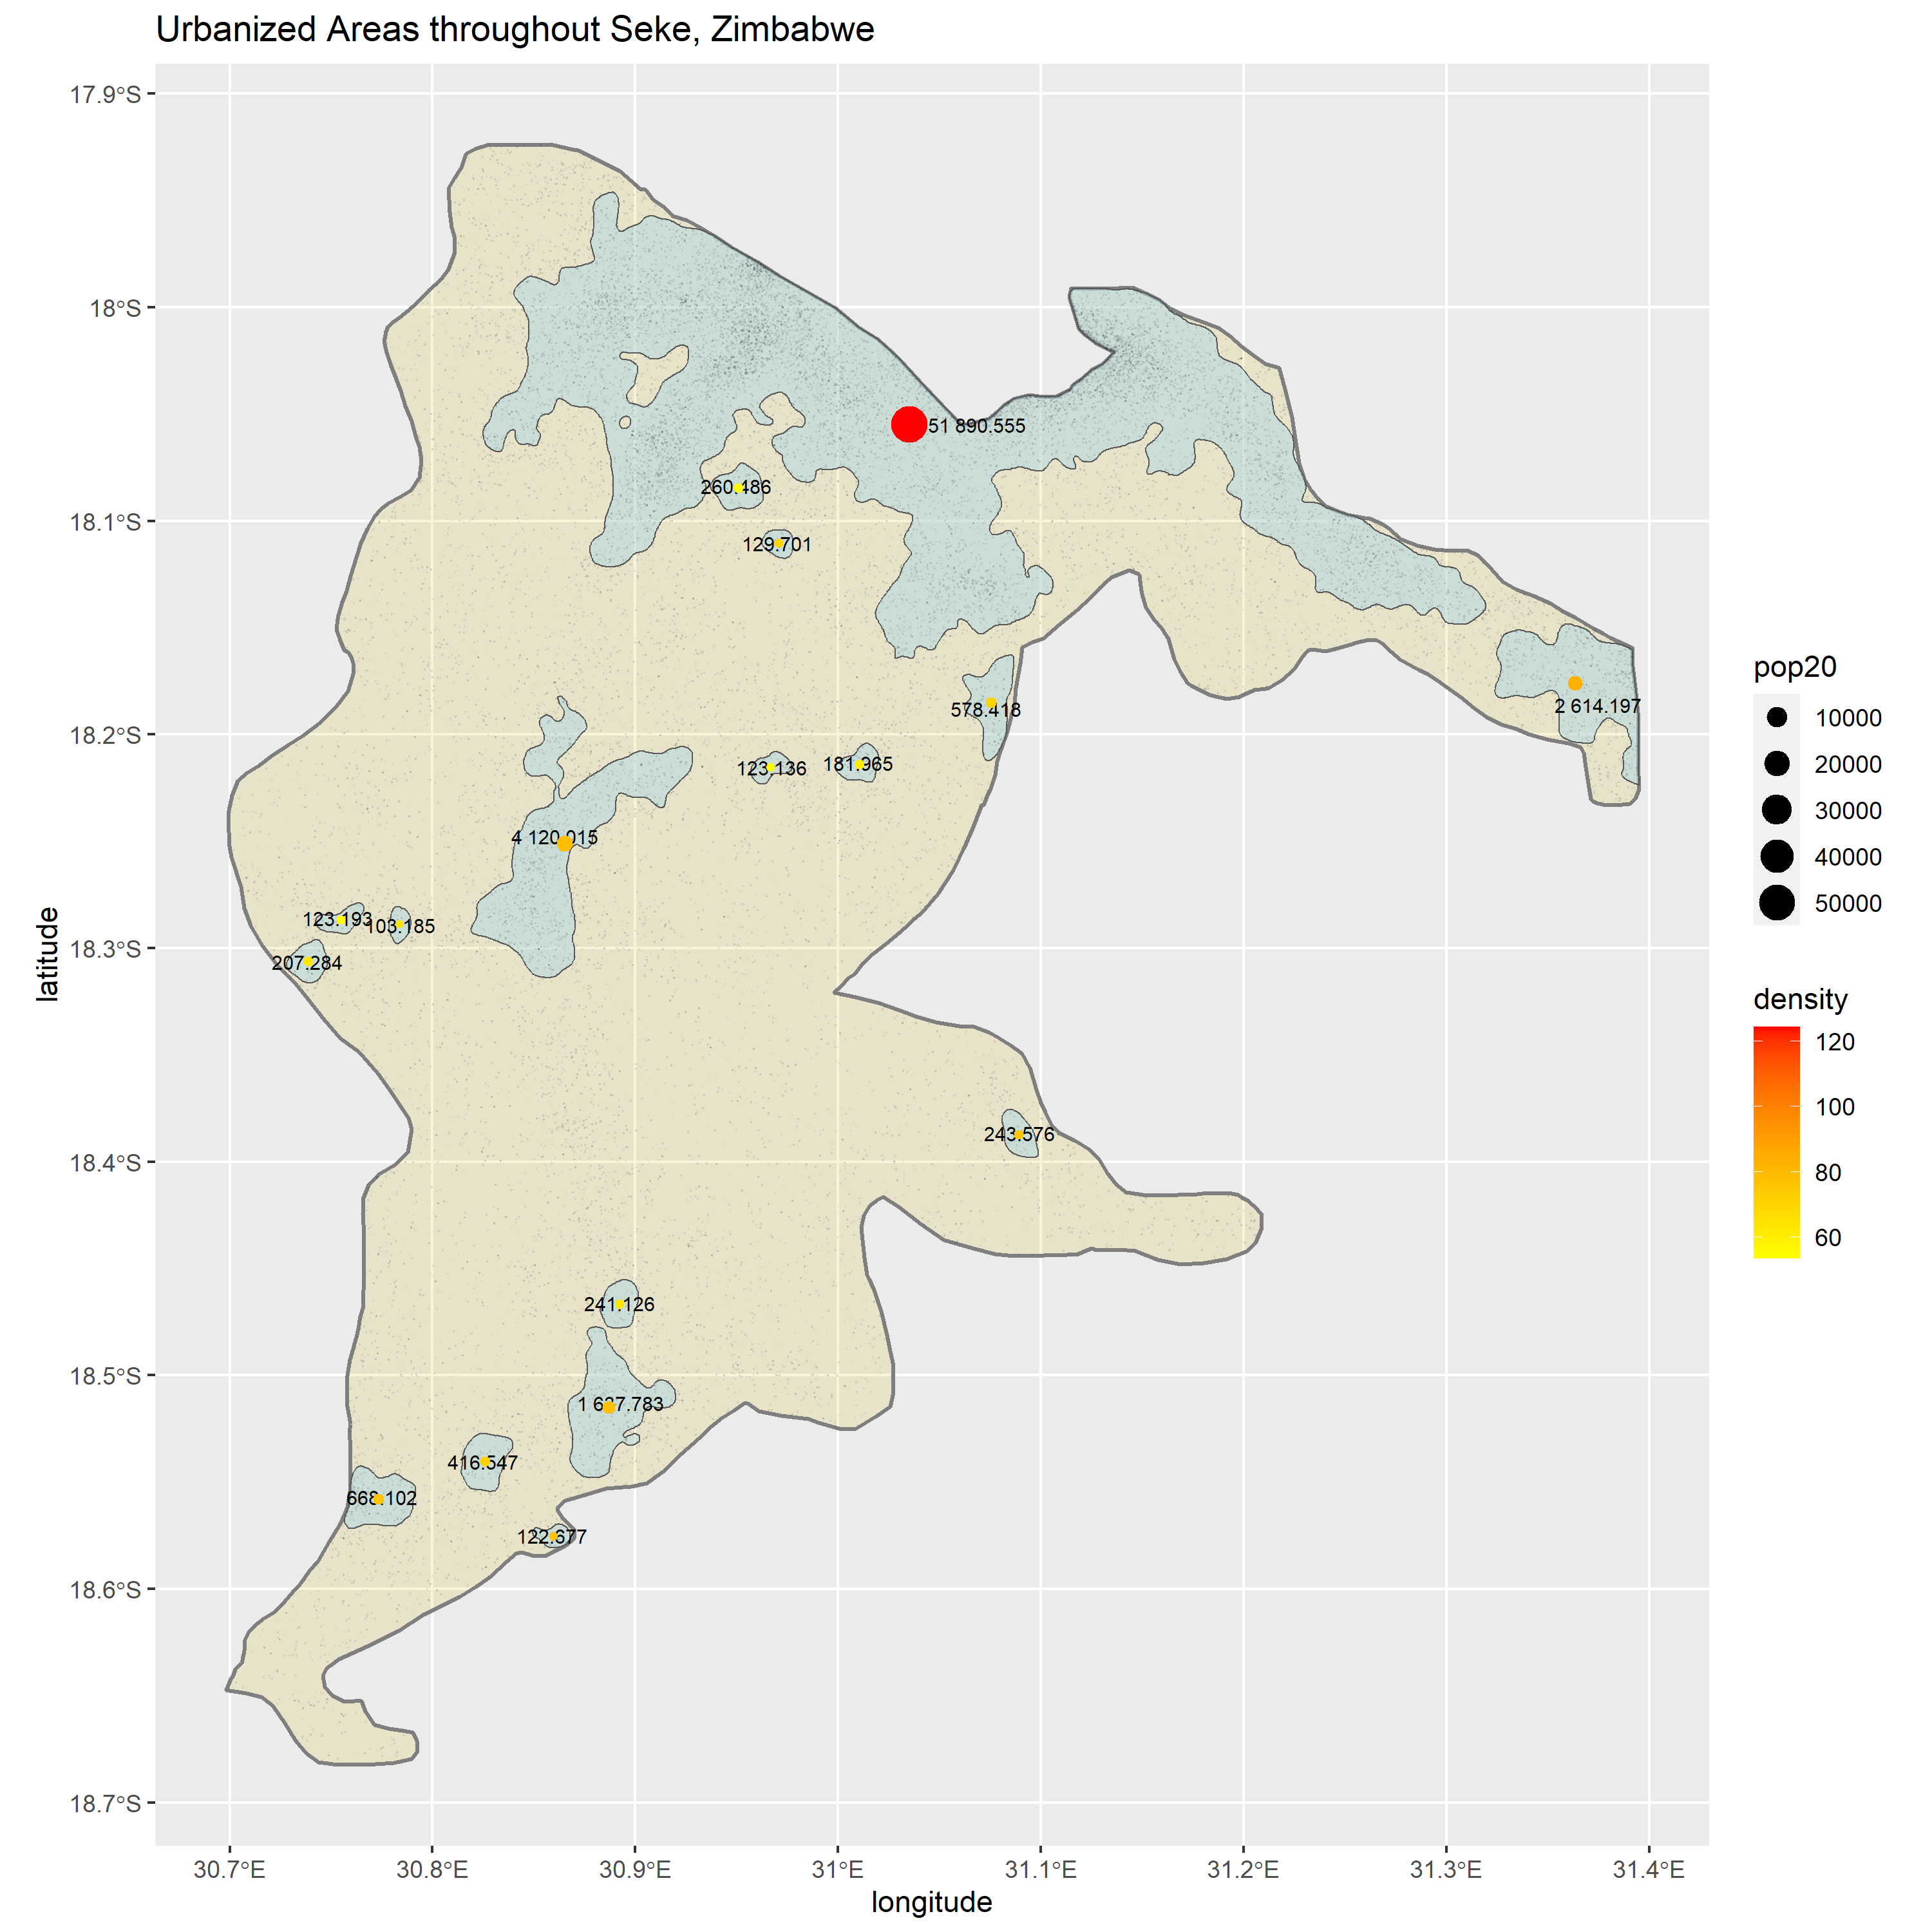 Urbanized Areas throughout Seke, Zimbabwe
17.9°S
18°S
18.1°S
18.2°S
18.3°S
18.4°S
18.5°S
18.6°S
18.7°S
latitude
51 890.555
260.486
129.701
578.418
2 614.197
123.136
181.965
4 120.015
123.193
103.185
207.284
243.576
241.126
1 637.783
416.547
668.102
122.677
30.7°E
30.8°E
30.9°E
31°E
31.1°E
31.2°E
31.3°E
31.4°E
longitude
pop20
10000
20000
30000
40000
50000
density
120
100
80
60